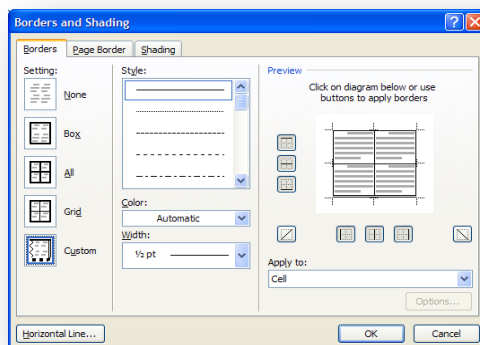 Borders and Shading
Borders Page Border Shading
Setting:
None
Box
All
Grid
Custom
Style:
Color:
Automatic
Width:
½ pt
Preview
Click on diagram below or use
buttons to apply borders
Apply to:
Cell
Options...
Horizontal Line...
OK Cancel